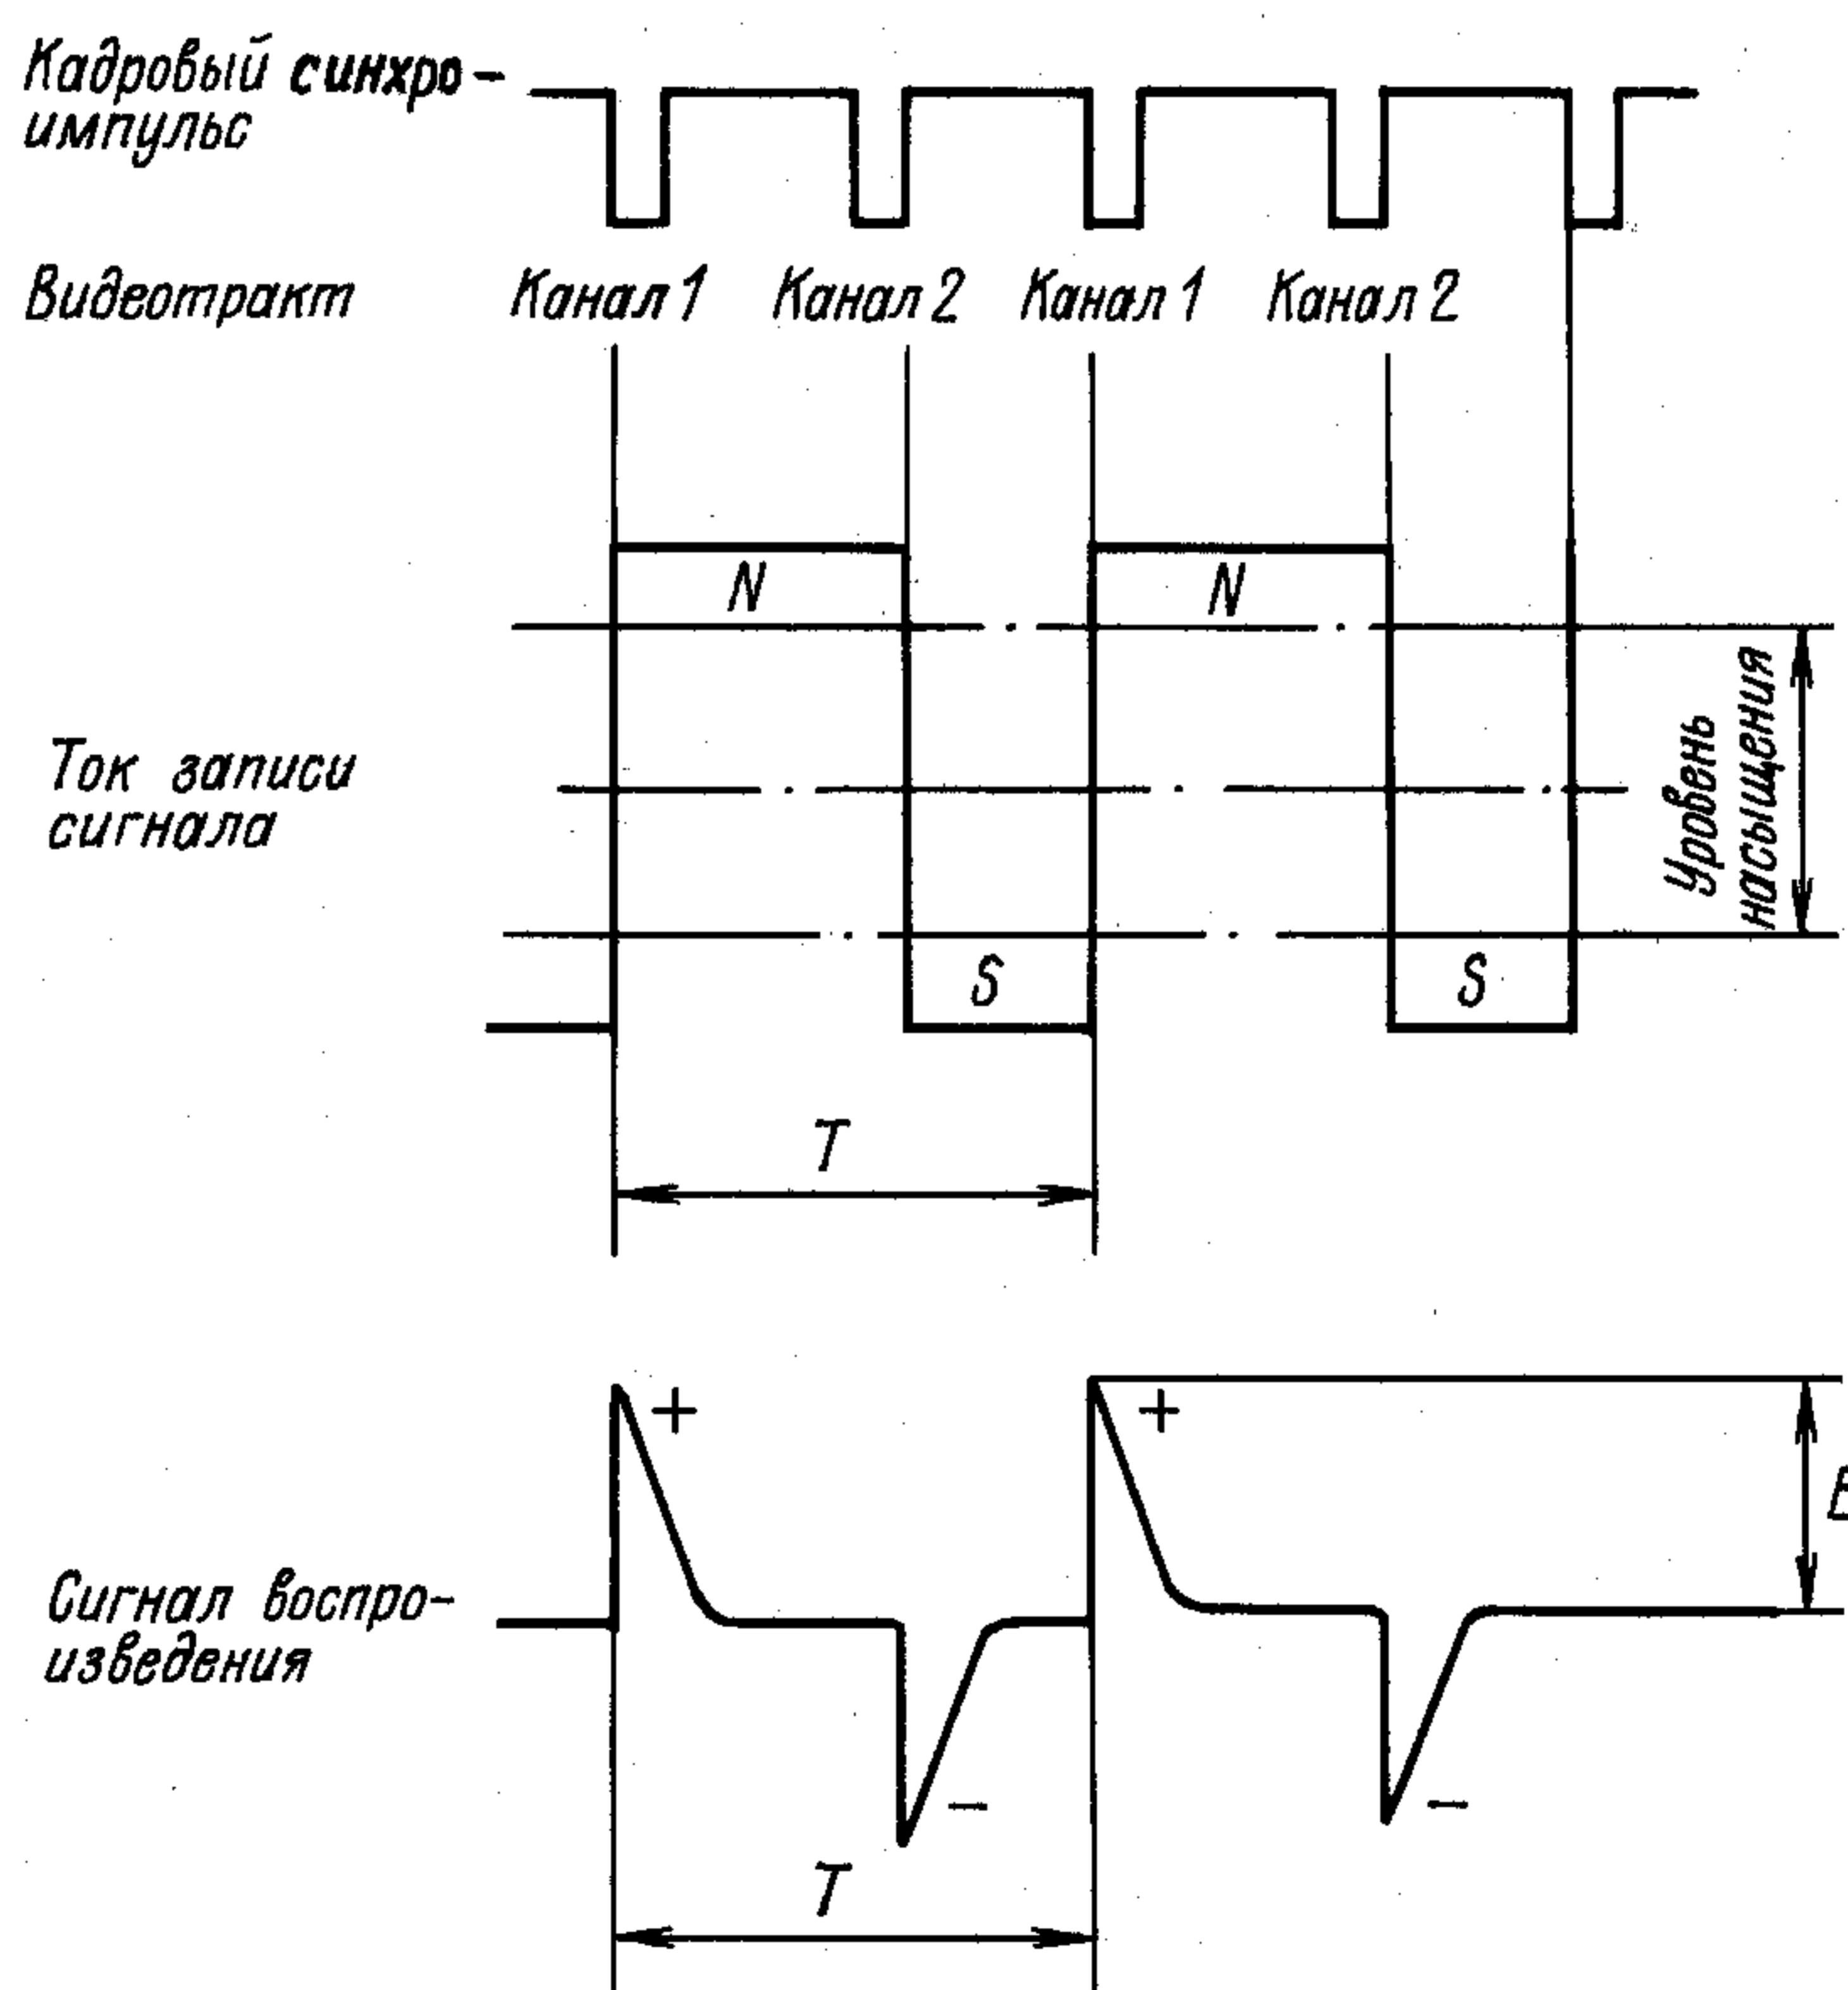 Кадровый синхро-
импульс
Видеотракт Канал 1 Канал 2 Канал 1 Канал 2
N N
Уровень
насыщения
Ток записи
сигнала
S S
T
+ +
Сигнал воспро-
изведения
- -
T